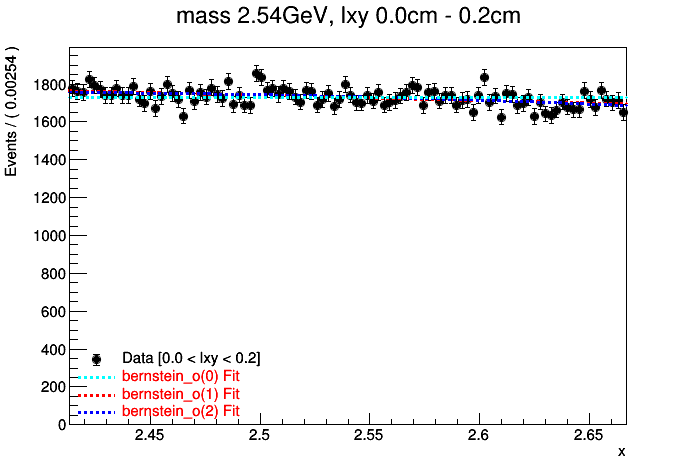 mass 2.54GeV, lxy 0.0cm - 0.2cm
Events / ( 0.00254 )
1800
1600
1400
1200
1000
800
600
400
200
0
Data [0.0 < lxy < 0.2]
bernstein_o(0) Fit
bernstein_o(1) Fit
bernstein_o(2) Fit
2.45 2.5 2.55 2.6 2.65
x